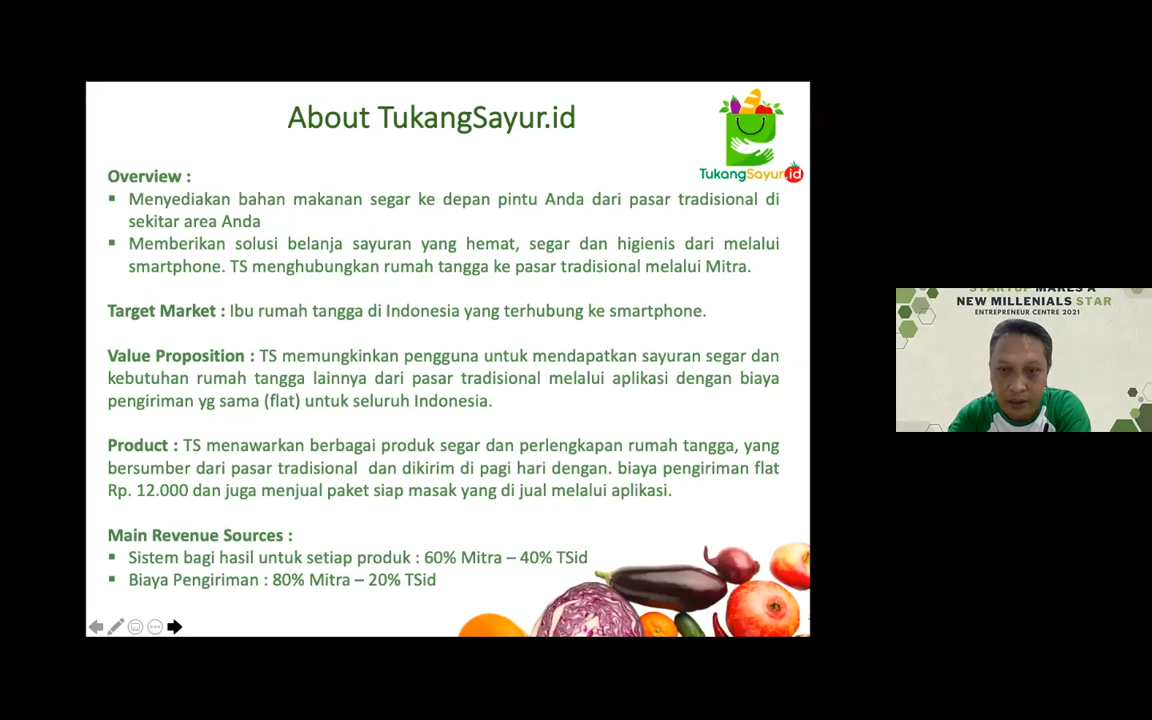 About TukangSayur.id
TukangSayur.id
Overview :
▪ Menyediakan bahan makanan segar ke depan pintu Anda dari pasar tradisional di
sekitar area Anda
▪ Memberikan solusi belanja sayuran yang hemat, segar dan higienis dari melalui
smartphone. TS menghubungkan rumah tangga ke pasar tradisional melalui Mitra.
Target Market : Ibu rumah tangga di Indonesia yang terhubung ke smartphone.
Value Proposition : TS memungkinkan pengguna untuk mendapatkan sayuran segar dan
kebutuhan rumah tangga lainnya dari pasar tradisional melalui aplikasi dengan biaya
pengiriman yg sama (flat) untuk seluruh Indonesia.
Product : TS menawarkan berbagai produk segar dan perlengkapan rumah tangga, yang
bersumber dari pasar tradisional dan dikirim di pagi hari dengan. biaya pengiriman flat
Rp. 12.000 dan juga menjual paket siap masak yang di jual melalui aplikasi.
Main Revenue Sources :
▪ Sistem bagi hasil untuk setiap produk : 60% Mitra – 40% TSid
▪ Biaya Pengiriman : 80% Mitra – 20% TSid
STARTUP MAKES A
NEW MILLENIALS STAR
ENTREPRENEUR CENTRE 2021